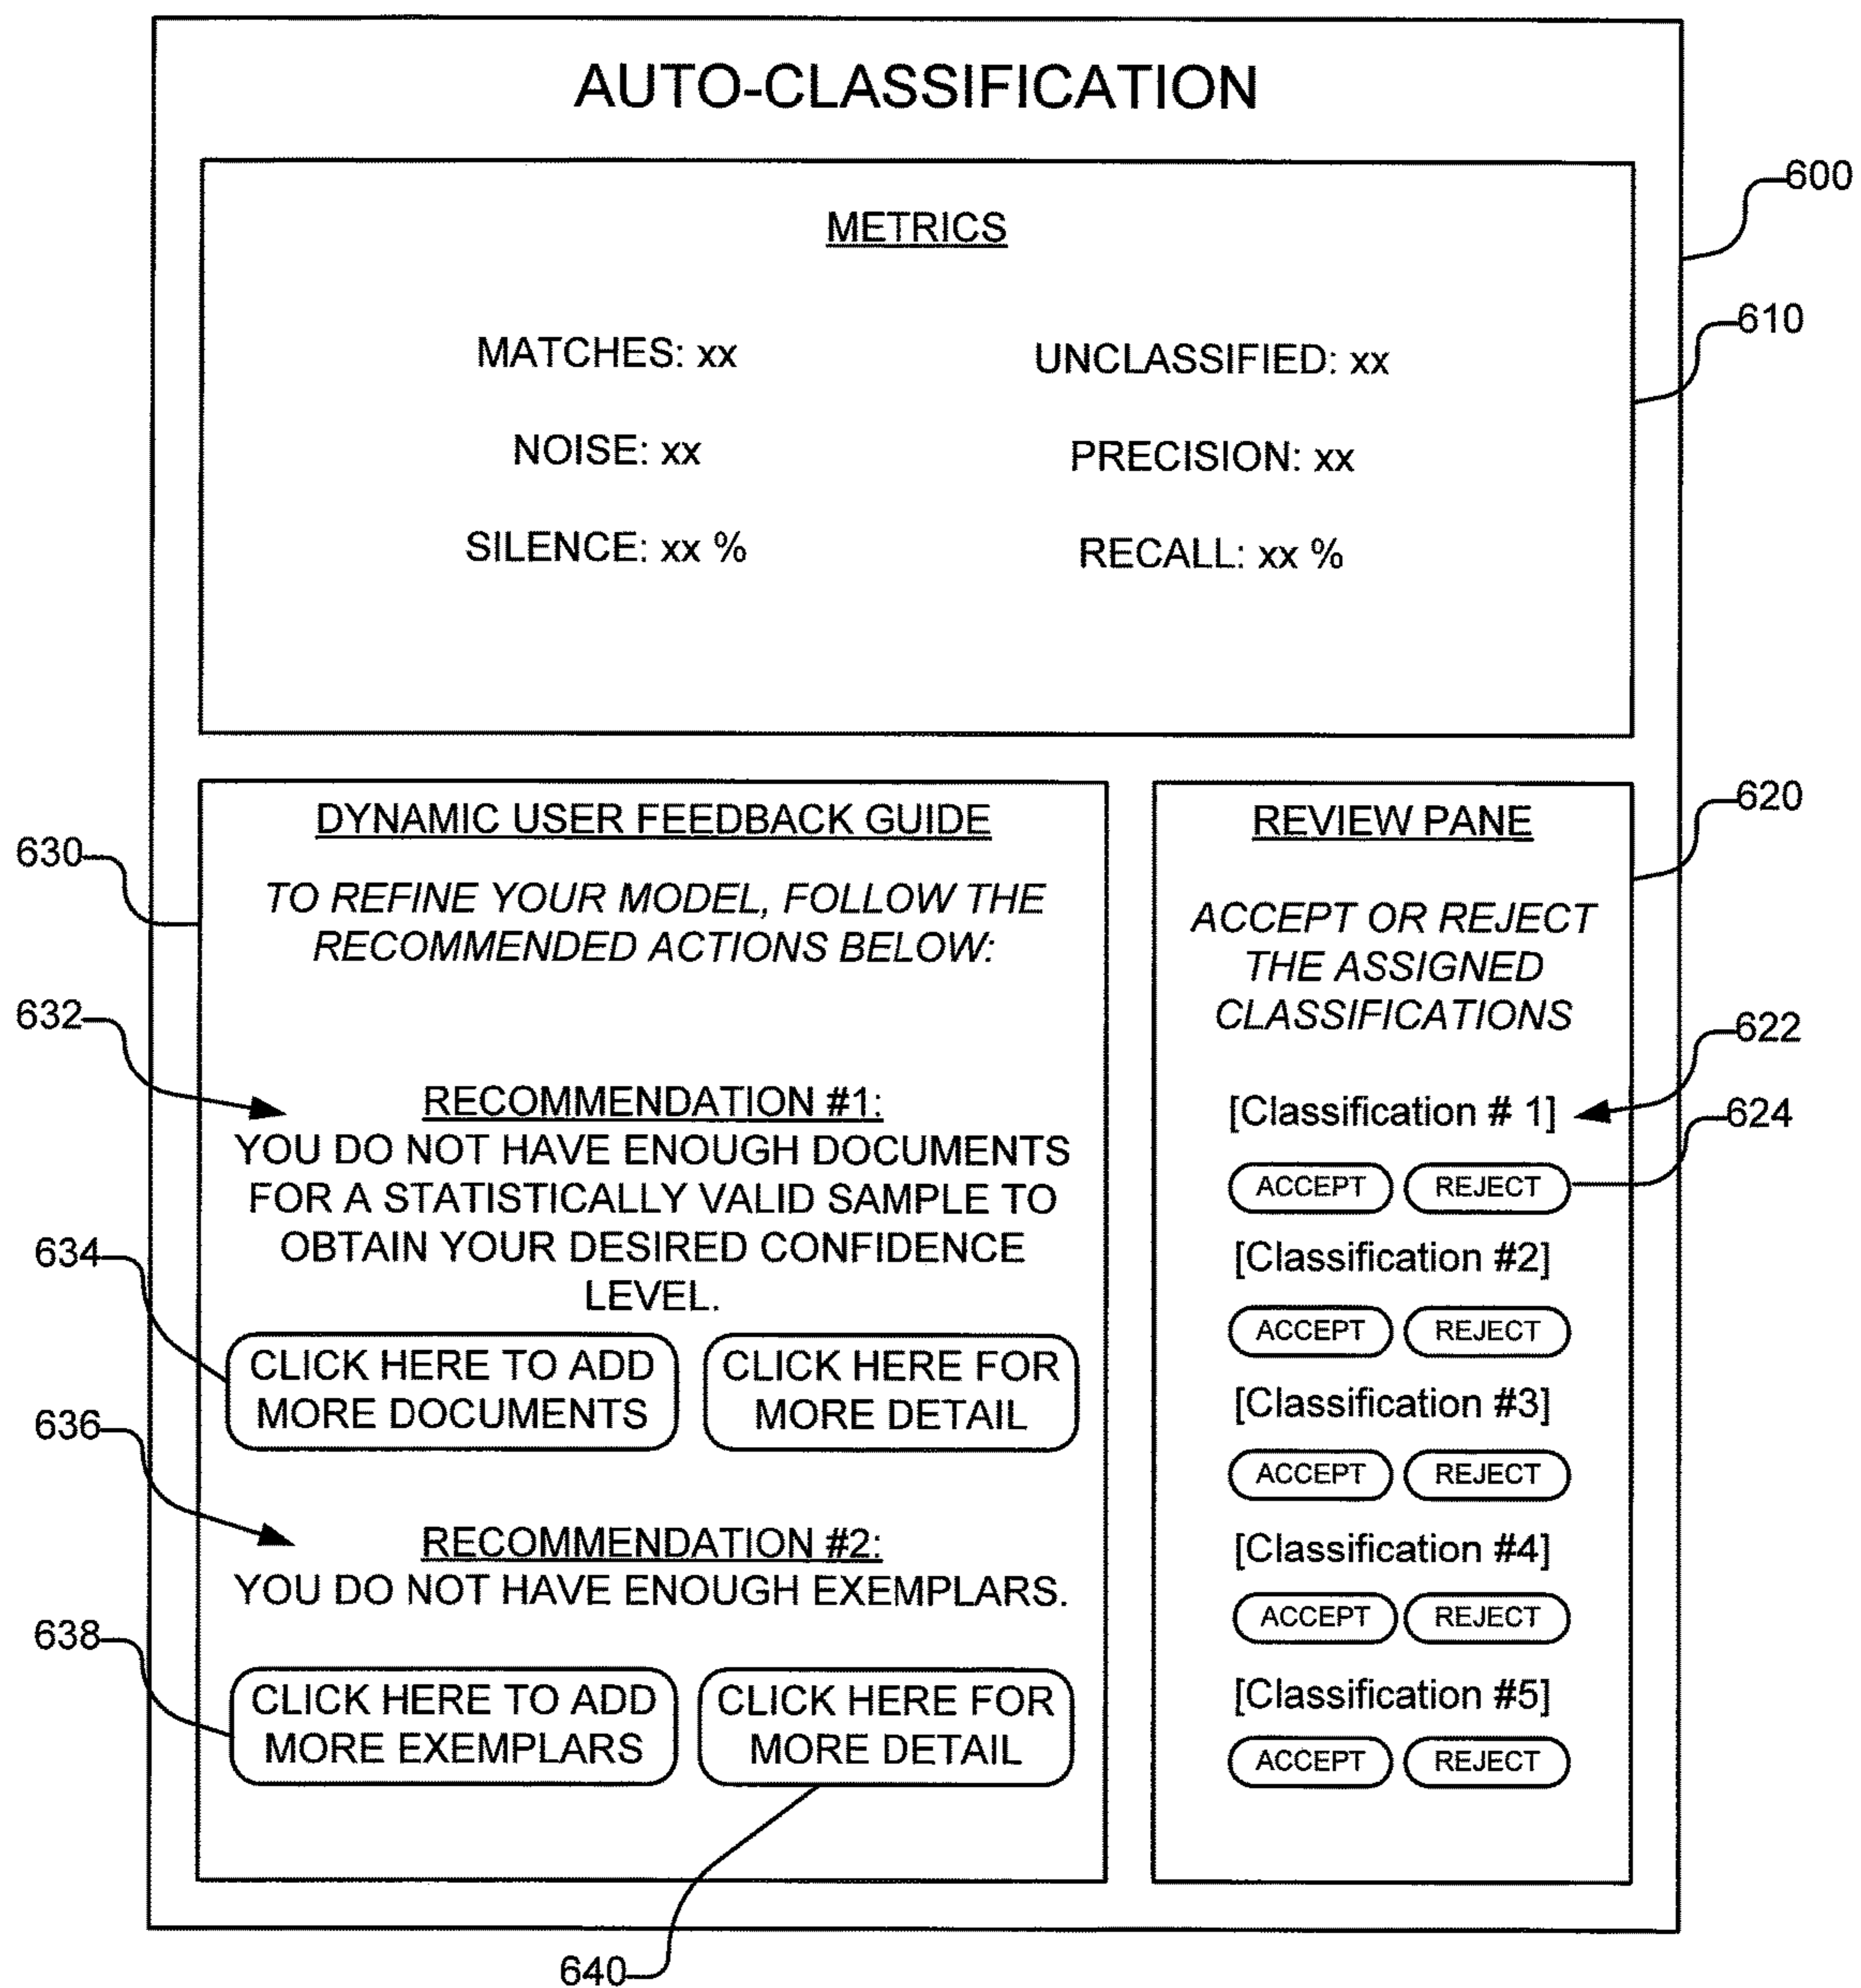 AUTO-CLASSIFICATION
600
METRICS
610
MATCHES: xx
UNCLASSIFIED: xx
NOISE: xx
PRECISION: xx
SILENCE: xx %
RECALL: xx %
630
DYNAMIC USER FEEDBACK GUIDE
TO REFINE YOUR MODEL, FOLLOW THE
RECOMMENDED ACTIONS BELOW:
632
RECOMMENDATION #1:
YOU DO NOT HAVE ENOUGH DOCUMENTS
FOR A STATISTICALLY VALID SAMPLE TO
OBTAIN YOUR DESIRED CONFIDENCE
LEVEL.
634
CLICK HERE TO ADD
MORE DOCUMENTS
CLICK HERE FOR
MORE DETAIL
636
RECOMMENDATION #2:
YOU DO NOT HAVE ENOUGH EXEMPLARS.
638
CLICK HERE TO ADD
MORE EXEMPLARS
CLICK HERE FOR
MORE DETAIL
640
620
REVIEW PANE
ACCEPT OR REJECT
THE ASSIGNED
CLASSIFICATIONS
622
[Classification # 1]
624
ACCEPT
REJECT
[Classification #2]
ACCEPT
REJECT
[Classification #3]
ACCEPT
REJECT
[Classification #4]
ACCEPT
REJECT
[Classification #5]
ACCEPT
REJECT